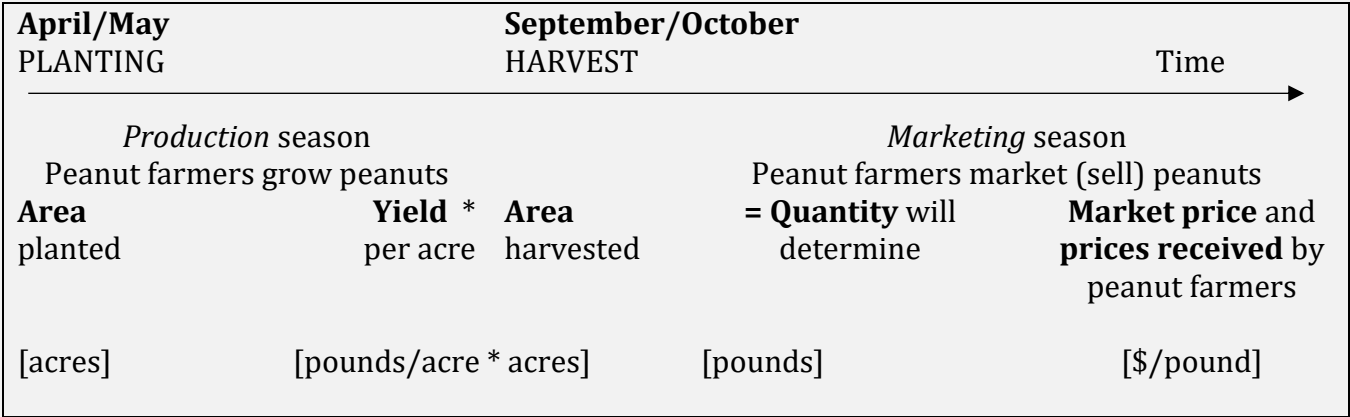 April/May September/October
PLANTING HARVEST Time
Production season Marketing season
Peanut farmers grow peanuts Peanut farmers market (sell) peanuts
Area Yield * Area = Quantity will Market price and
planted per acre harvested determine prices received by
peanut farmers
[acres] [pounds/acre * acres] [pounds] [$/pound]